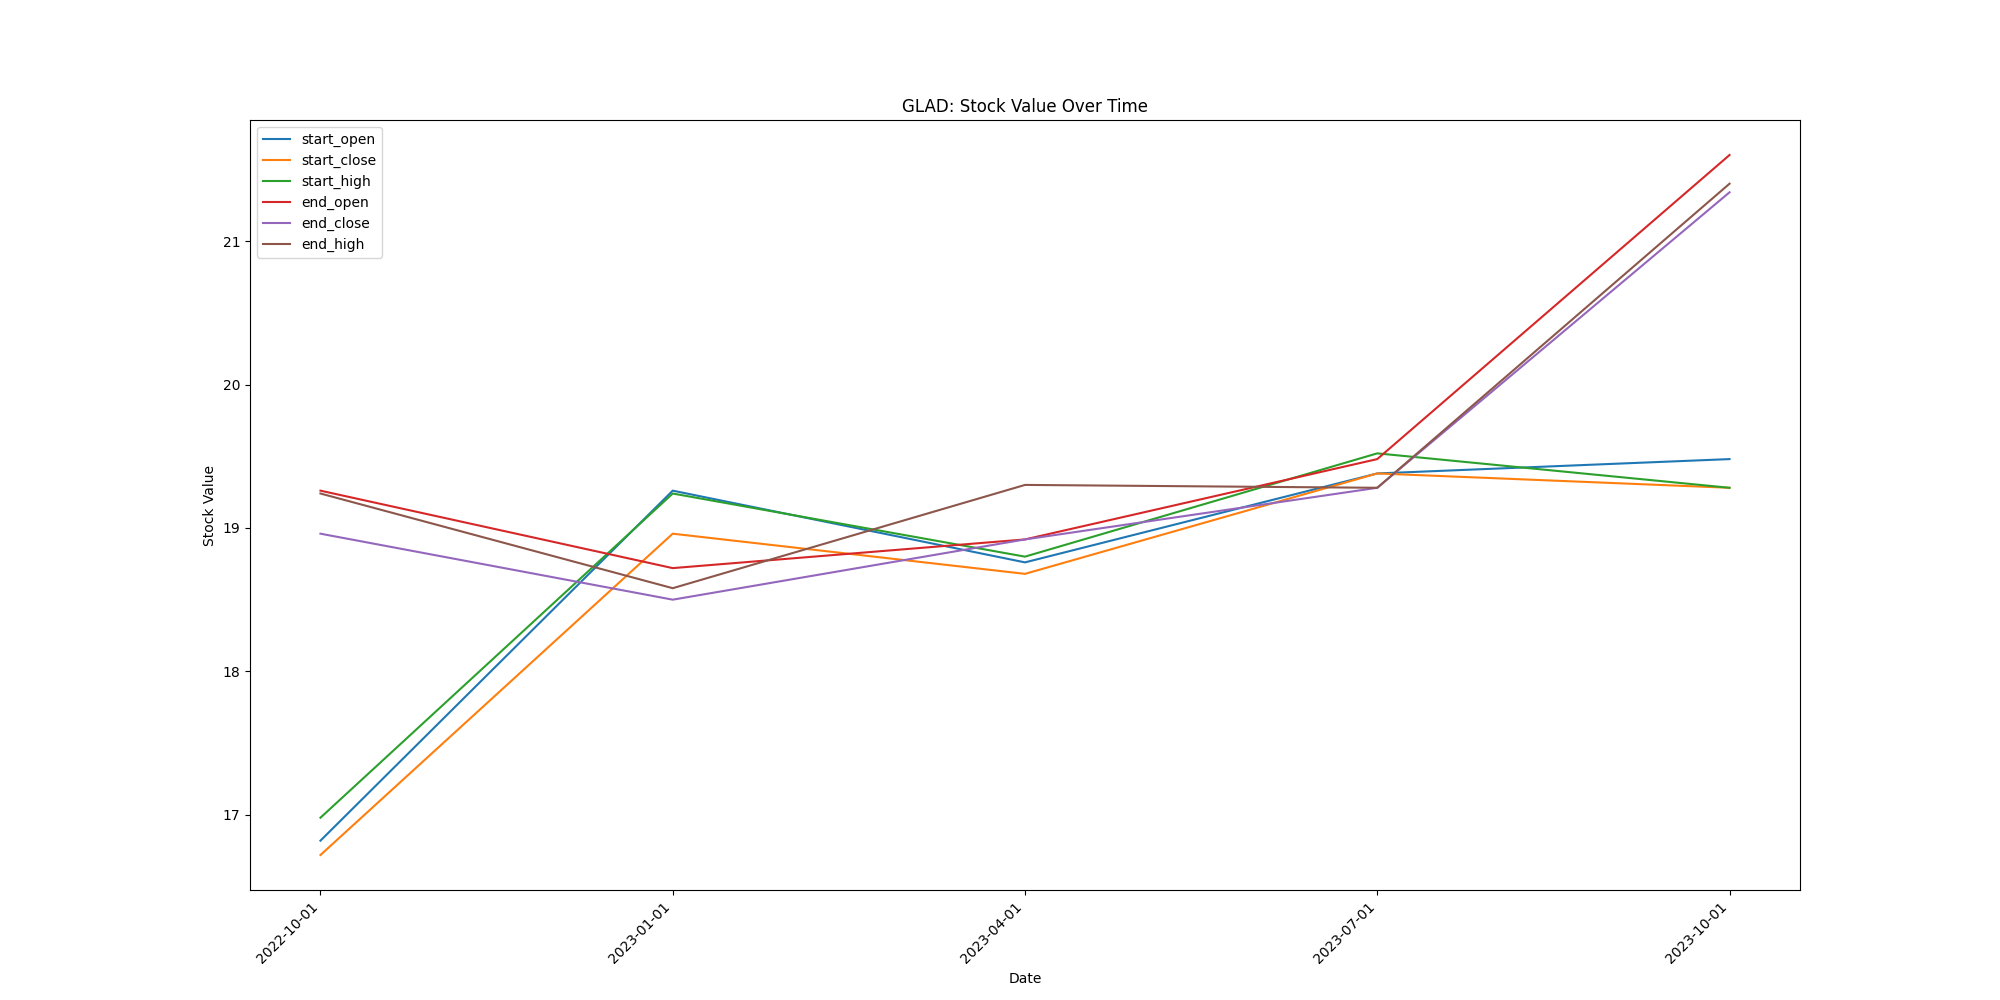 GLAD: Stock Value Over Time
start_open
start_close
start_high
end_open
end_close
end_high
21
20
19
18
17
Stock Value
2022-10-01
2023-01-01
2023-04-01
2023-07-01
2023-10-01
Date